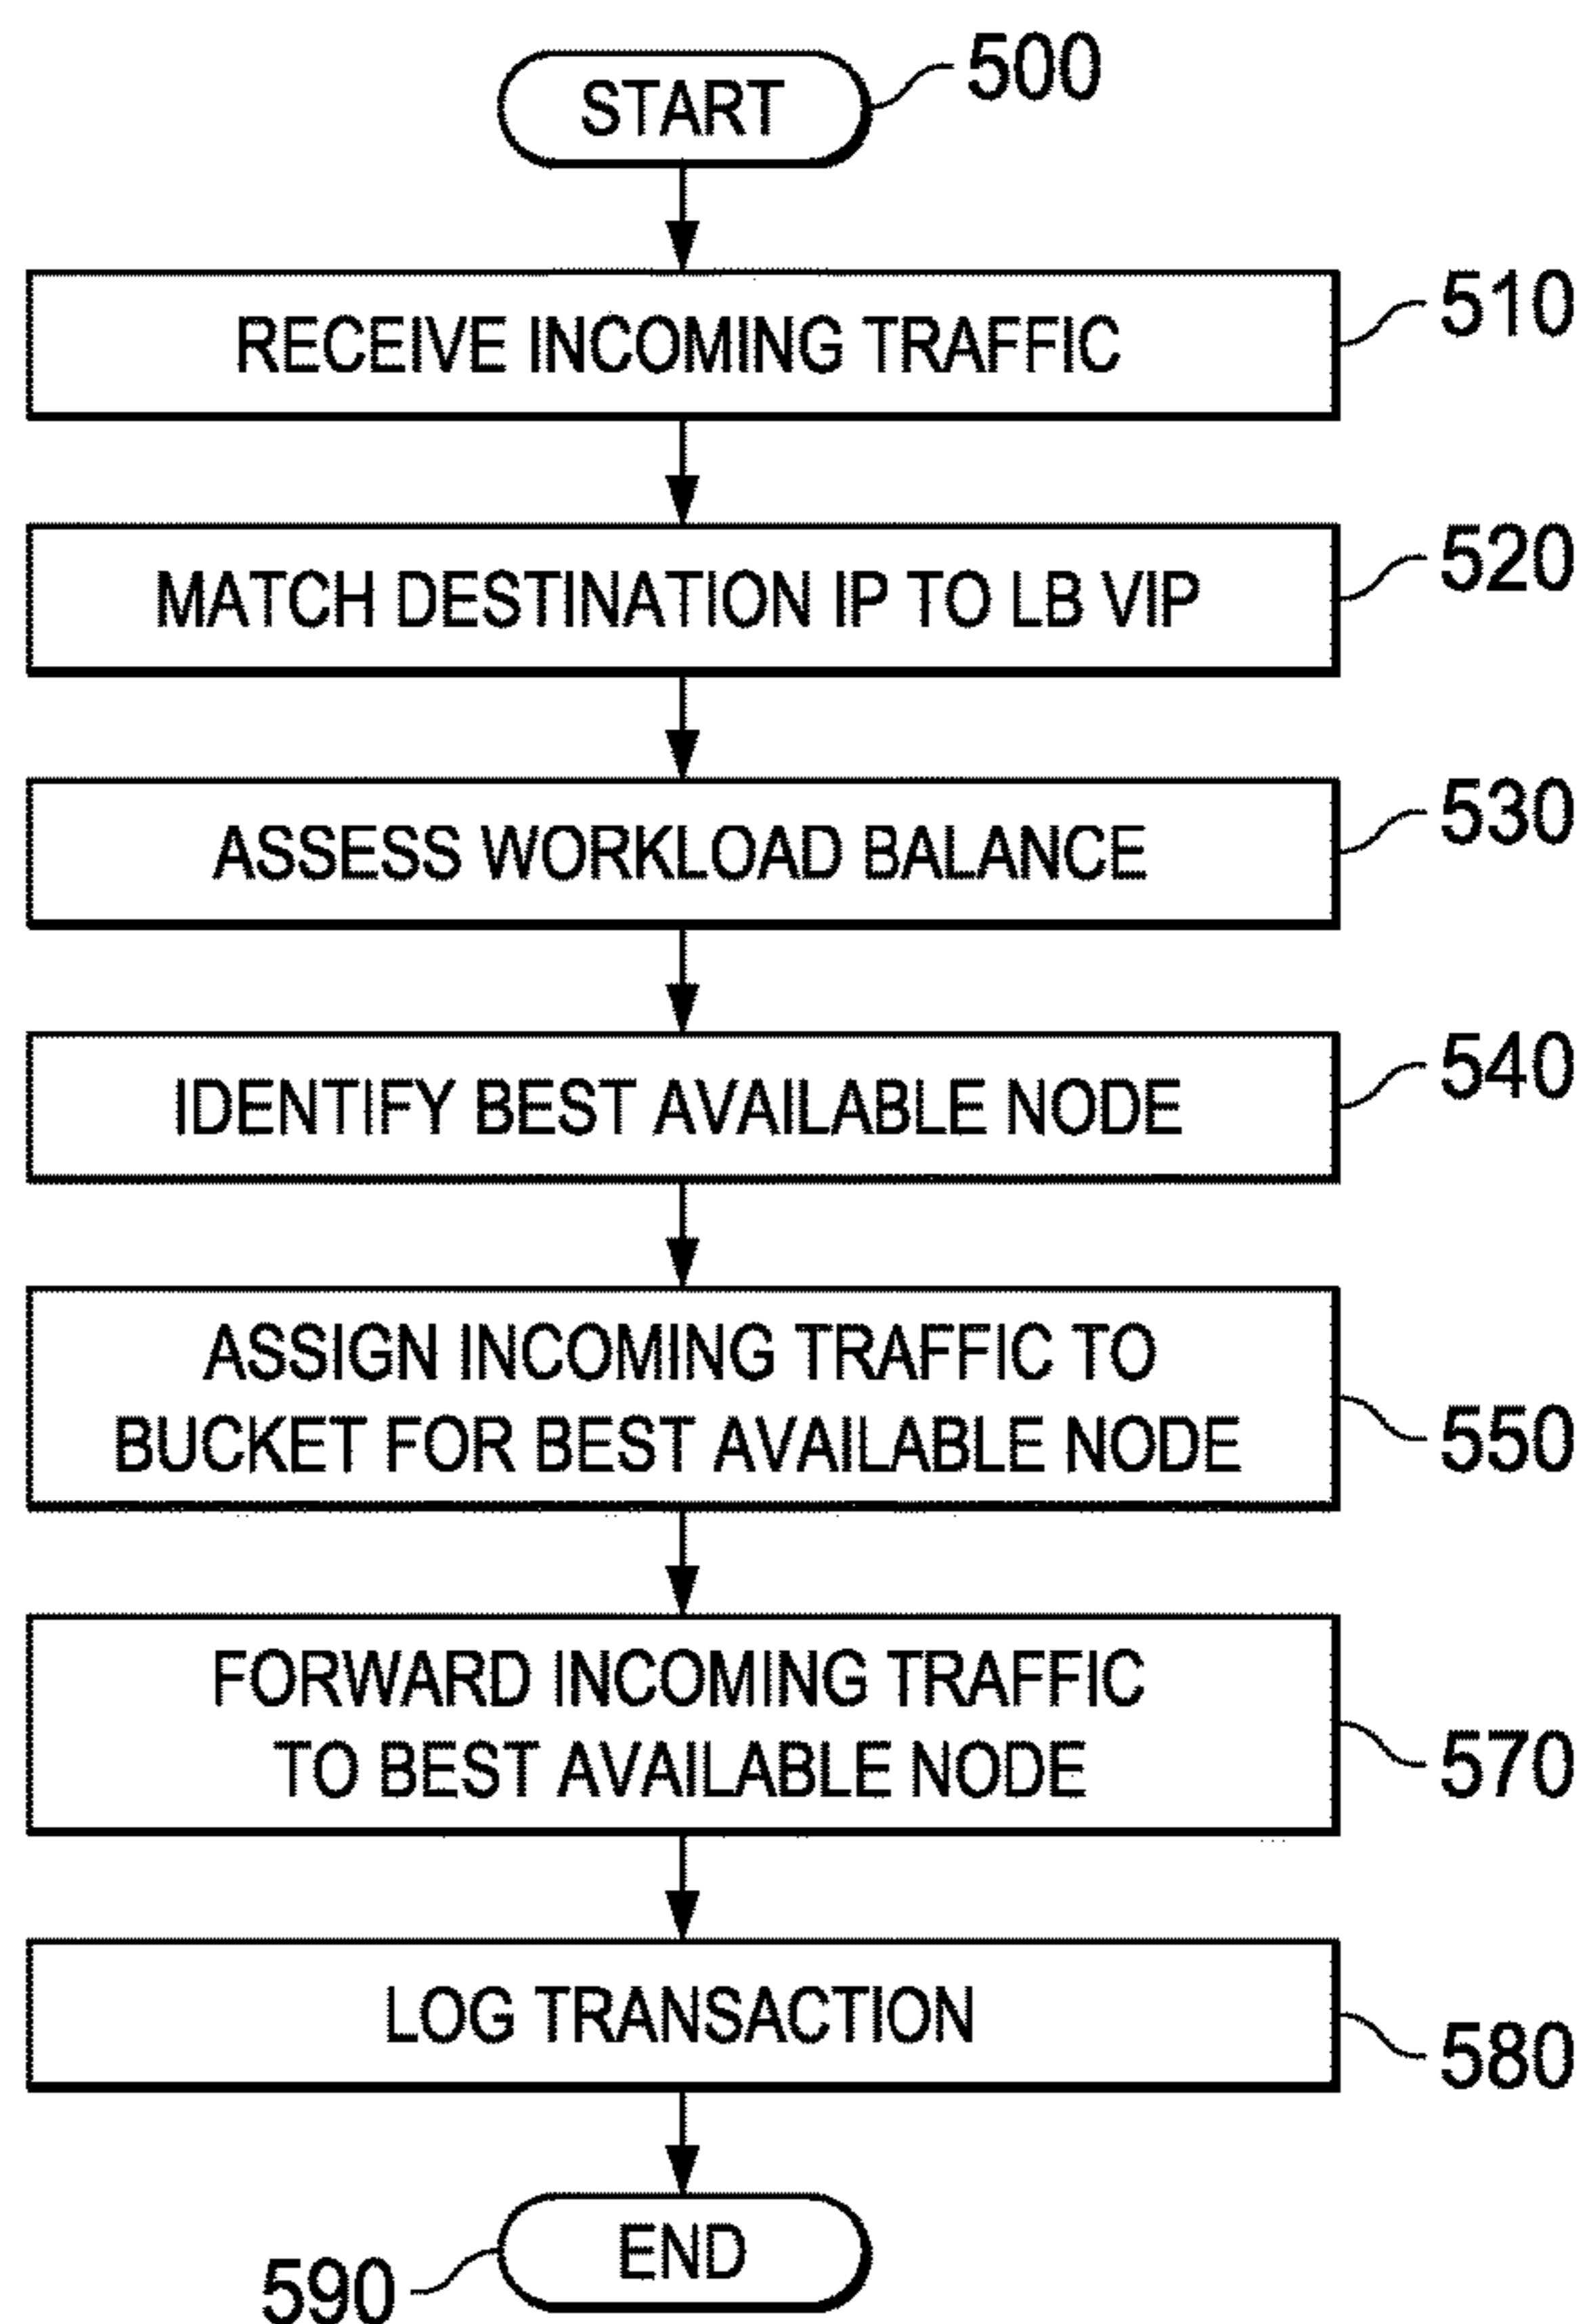 START
500
RECEIVE INCOMING TRAFFIC
510
MATCH DESTINATION IP TO LB VIP
520
ASSESS WORKLOAD BALANCE
530
IDENTIFY BEST AVAILABLE NODE
540
ASSIGN INCOMING TRAFFIC TO
BUCKET FOR BEST AVAILABLE NODE
550
FORWARD INCOMING TRAFFIC
TO BEST AVAILABLE NODE
570
LOG TRANSACTION
580
END
590